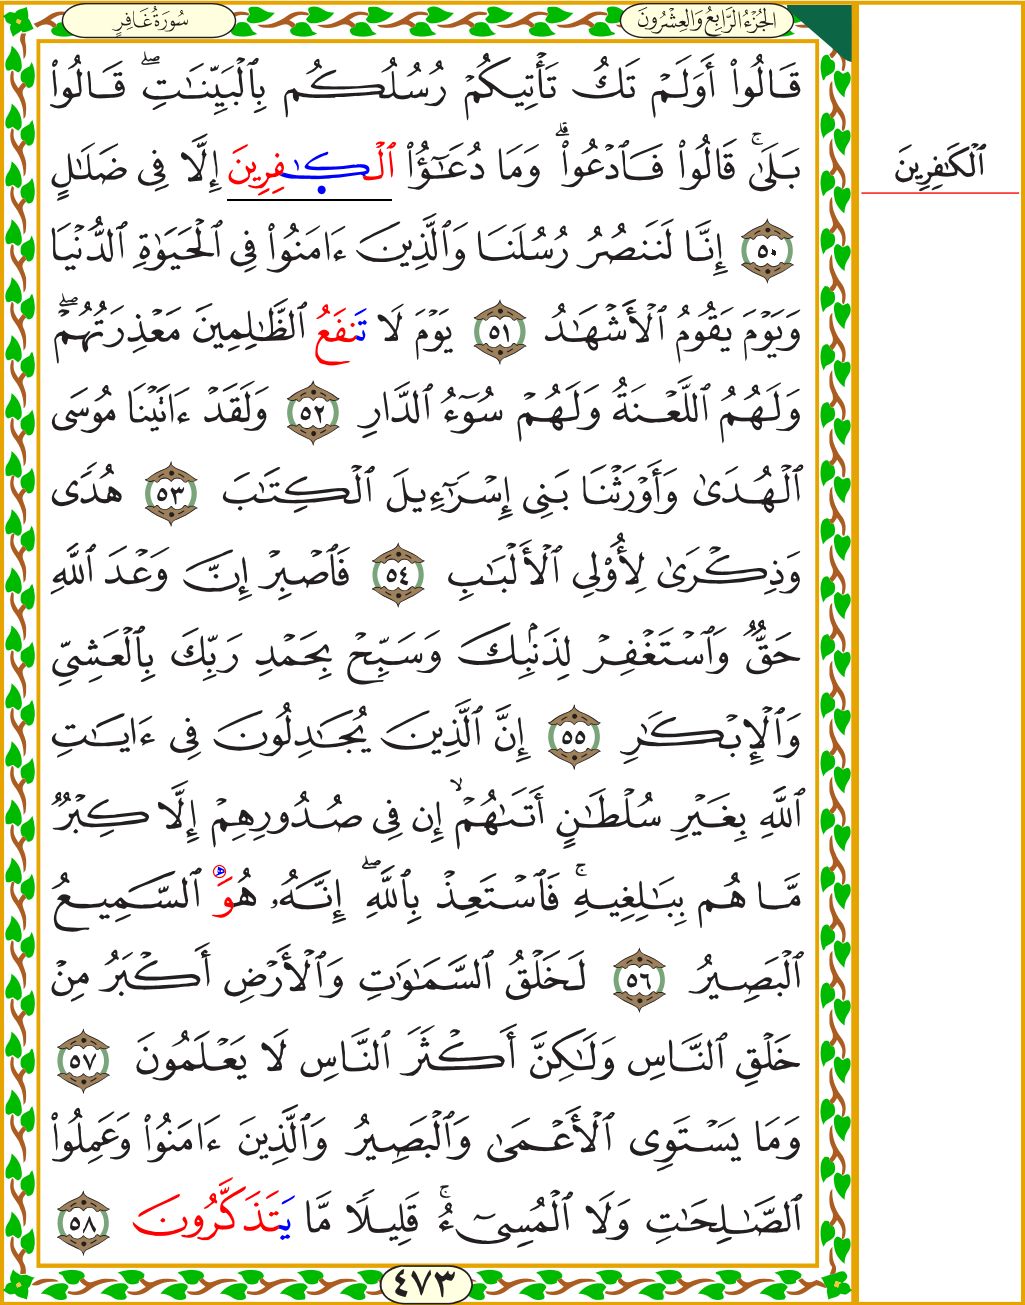 الجُزْءُ الرَّابِعُ وَالعِشْرُونَ
سُورَةُ غَافِرٍ
قَالُوٓا۟ أَوَلَمْ تَكُ تَأْتِيكُمْ رُسُلُكُم بِٱلْبَيِّنَٰتِ ۖ قَالُوا۟
بَلَىٰ ۚ قَالُوا۟ فَٱدْعُوا۟ ۗ وَمَا دُعَٰٓؤُا۟ ٱلْكَٰفِرِينَ إِلَّا فِى ضَلَٰلٍ
ٱلْكَٰفِرِينَ
٥٠ إِنَّا لَنَنصُرُ رُسُلَنَا وَٱلَّذِينَ ءَامَنُوا۟ فِى ٱلْحَيَوٰةِ ٱلدُّنْيَا
وَيَوْمَ يَقُومُ ٱلْأَشْهَٰدُ ٥١ يَوْمَ لَا تَنفَعُ ٱلظَّٰلِمِينَ مَعْذِرَتُهُمْ ۖ
وَلَهُمُ ٱللَّعْنَةُ وَلَهُمْ سُوٓءُ ٱلدَّارِ ٥٢ وَلَقَدْ ءَاتَيْنَا مُوسَى
ٱلْهُدَىٰ وَأَوْرَثْنَا بَنِىٓ إِسْرَٰٓءِيلَ ٱلْكِتَٰبَ ٥٣ هُدًى
وَذِكْرَىٰ لِأُو۟لِى ٱلْأَلْبَٰبِ ٥٤ فَٱصْبِرْ إِنَّ وَعْدَ ٱللَّهِ
حَقٌّ وَٱسْتَغْفِرْ لِذَنۢبِكَ وَسَبِّحْ بِحَمْدِ رَبِّكَ بِٱلْعَشِىِّ
وَٱلْإِبْكَٰرِ ٥٥ إِنَّ ٱلَّذِينَ يُجَٰدِلُونَ فِىٓ ءَايَٰتِ
ٱللَّهِ بِغَيْرِ سُلْطَٰنٍ أَتَىٰهُمْ ۙ إِن فِى صُدُورِهِمْ إِلَّا كِبْرٌ
مَّا هُم بِبَٰلِغِيهِ ۚ فَٱسْتَعِذْ بِٱللَّهِ ۖ إِنَّهُۥ هُوَ ٱلسَّمِيعُ
ٱلْبَصِيرُ ٥٦ لَخَلْقُ ٱلسَّمَٰوَٰتِ وَٱلْأَرْضِ أَكْبَرُ مِنْ
خَلْقِ ٱلنَّاسِ وَلَٰكِنَّ أَكْثَرَ ٱلنَّاسِ لَا يَعْلَمُونَ ٥٧
وَمَا يَسْتَوِى ٱلْأَعْمَىٰ وَٱلْبَصِيرُ وَٱلَّذِينَ ءَامَنُوا۟ وَعَمِلُوا۟
ٱلصَّٰلِحَٰتِ وَلَا ٱلْمُسِىٓءُ ۚ قَلِيلًا مَّا يَتَذَكَّرُونَ ٥٨
٤٧٣